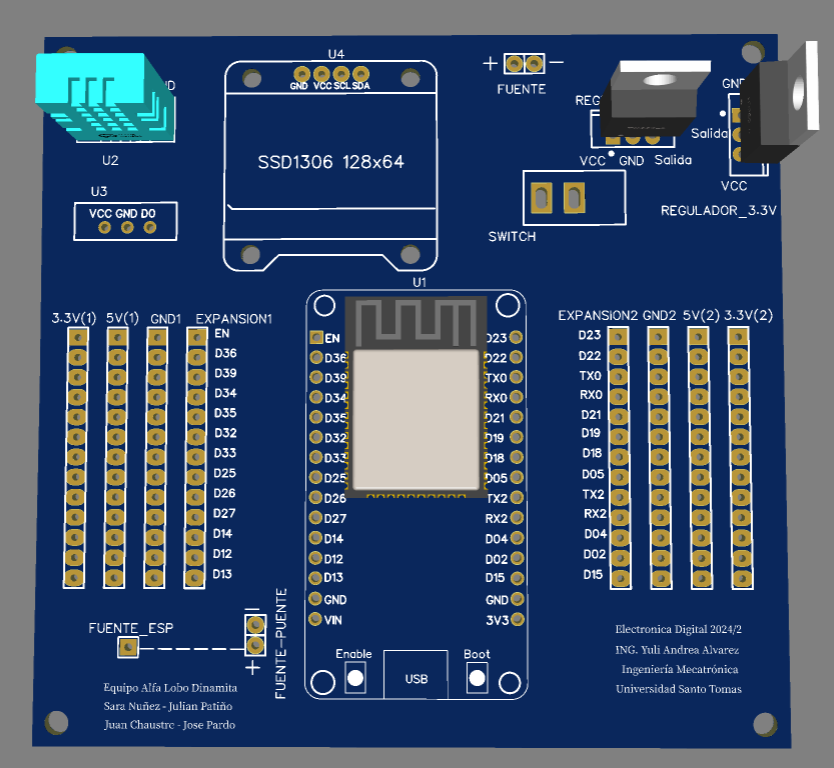 U4
GND VCC SCL SDA
SSD1306 128x64
+ −
FUENTE
U2
U3
VCC GND DO
VCC GND Salida
SWITCH
GND
Salida
VCC
REGULADOR_3.3V
3.3V(1) 5V(1) GND1 EXPANSION1
EN
D36
D39
D34
D35
D32
D33
D25
D26
D27
D14
D12
D13
U1
EN D23
D36 D22
D39 TX0
D34 RX0
D35 D21
D32 D19
D33 D18
D25 D05
D26 TX2
D27 RX2
D14 D04
D12 D02
D13 D15
GND GND
VIN 3V3
Enable Boot
USB
EXPANSION2 GND2 5V(2) 3.3V(2)
D23
D22
TX0
RX0
D21
D19
D18
D05
TX2
RX2
D04
D02
D15
FUENTE_ESP
−
+
FUENTE-PUENTE
Equipo Alfa Lobo Dinamita
Sara Nuñez - Julian Patiño
Juan Chaustre - Jose Pardo
Electronica Digital 2024/2
ING. Yuli Andrea Alvarez
Ingeniería Mecatrónica
Universidad Santo Tomas